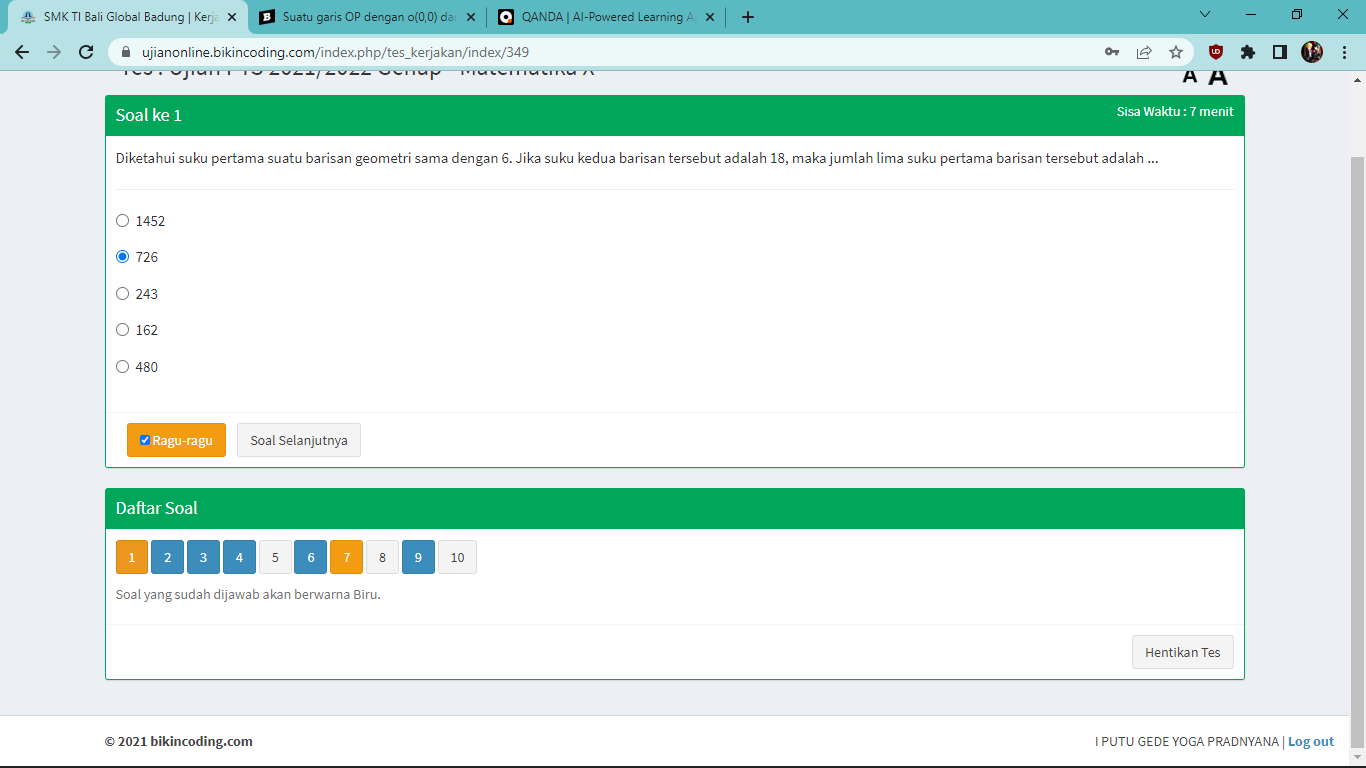 SMK TI Bali Global Badung | Kerja
Suatu garis OP dengan o(0,0) dan
QANDA | AI-Powered Learning A
ujianonline.bikincoding.com/index.php/tes_kerjakan/index/349
Tes : Ujian PTS 2021/2022 Genap - Matematika X
A A
Soal ke 1
Sisa Waktu : 7 menit
Diketahui suku pertama suatu barisan geometri sama dengan 6. Jika suku kedua barisan tersebut adalah 18, maka jumlah lima suku pertama barisan tersebut adalah ...
1452
726
243
162
480
Ragu-ragu
Soal Selanjutnya
Daftar Soal
1 2 3 4 5 6 7 8 9 10
Soal yang sudah dijawab akan berwarna Biru.
Hentikan Tes
© 2021 bikincoding.com
I PUTU GEDE YOGA PRADNYANA | Log out